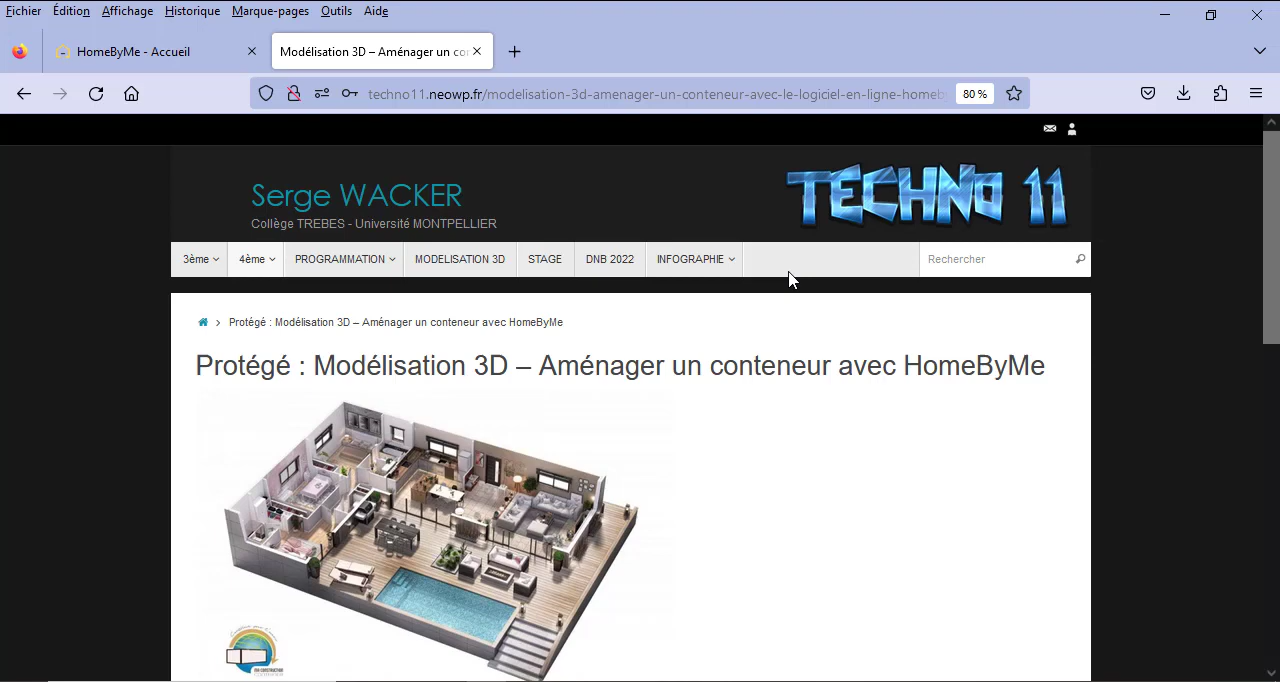 Fichier Édition Affichage Historique Marque-pages Outils Aide
HomeByMe - Accueil
Modélisation 3D – Aménager un co
techno11.neowp.fr/modelisation-3d-amenager-un-conteneur-avec-le-logiciel-en-ligne-homeb
80 %
Serge WACKER
Collège TREBES - Université MONTPELLIER
TECHNO 11
3ème 4ème PROGRAMMATION MODELISATION 3D STAGE DNB 2022 INFOGRAPHIE Rechercher
Protégé : Modélisation 3D – Aménager un conteneur avec HomeByMe
Protégé : Modélisation 3D – Aménager un conteneur avec HomeByMe